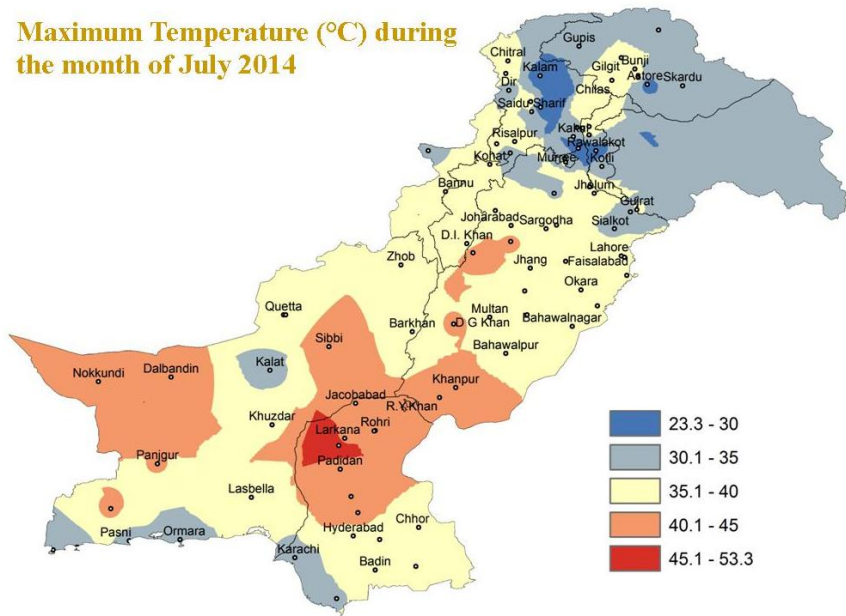 Maximum Temperature (°C) during
the month of July 2014
Gupis
Chitral
Gilgit
Bunji
Kalam
Astore
Skardu
Dir
Chilas
Saidu Sharif
Kakul
Risalpur
Rawalakot
Kohat
Murree
Kotli
Bannu
Jhelum
Gujrat
Joharabad
Sargodha
Sialkot
D.I. Khan
Zhob
Lahore
Jhang
Faisalabad
Okara
Quetta
Multan
Barkhan
D G Khan
Bahawalnagar
Sibbi
Bahawalpur
Kalat
Nokkundi
Dalbandin
Khanpur
Jacobabad
R.Y.Khan
Khuzdar
Larkana
Rohri
Panjgur
Padidan
Lasbella
Pasni
Ormara
Hyderabad
Chhor
Karachi
Badin
23.3 - 30
30.1 - 35
35.1 - 40
40.1 - 45
45.1 - 53.3